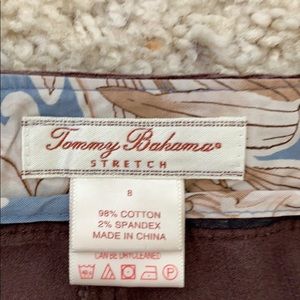 Tommy Bahama®
STRETCH
8
98% COTTON
2% SPANDEX
MADE IN CHINA
CAN BE DRYCLEANED
P